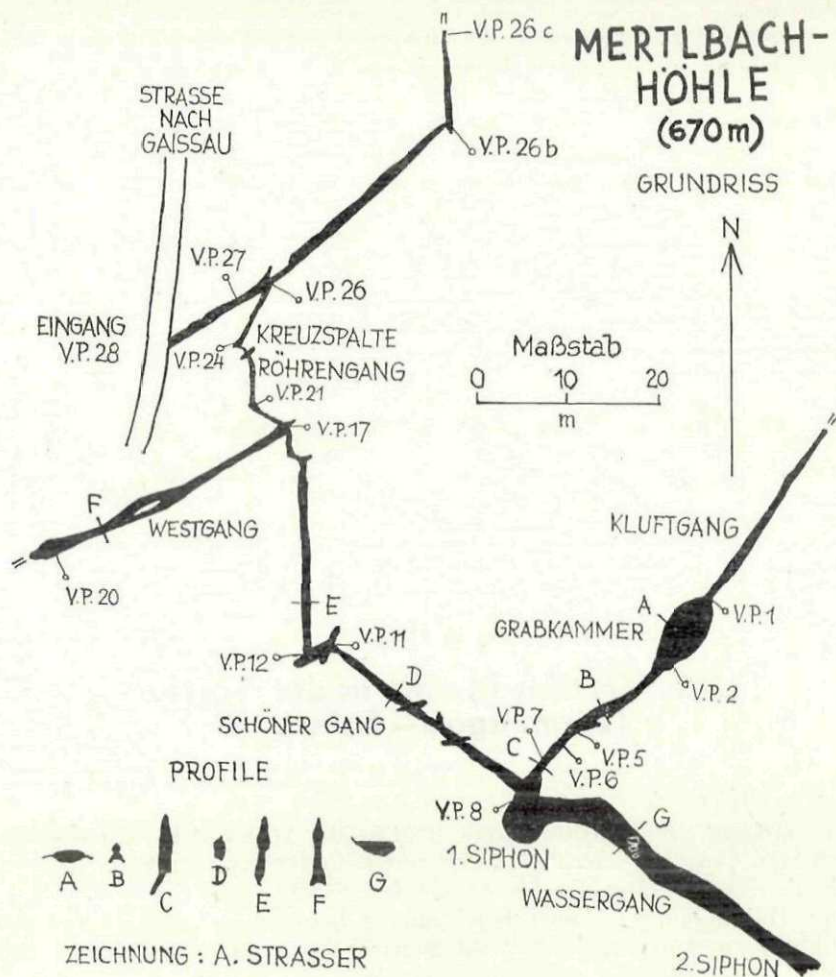 MERTLBACH-
HÖHLE
(670m)
GRUNDRISS
N
Maßstab
0 10 20
m
V.P. 26 c
V.P. 26 b
STRASSE
NACH
GAISSAU
V.P. 27
V.P. 26
EINGANG
V.P. 28
V.P. 24
KREUZSPALTE
RÖHRENGANG
V.P. 21
V.P. 17
F
WESTGANG
V.P. 20
KLUFTGANG
E
A
V.P. 1
GRABKAMMER
V.P. 11
V.P. 12
V.P. 2
D
B
SCHÖNER GANG
V.P. 7
V.P. 5
C
V.P. 6
V.P. 8
G
1. SIPHON
WASSERGANG
2. SIPHON
PROFILE
A B C D E F G
ZEICHNUNG : A. STRASSER